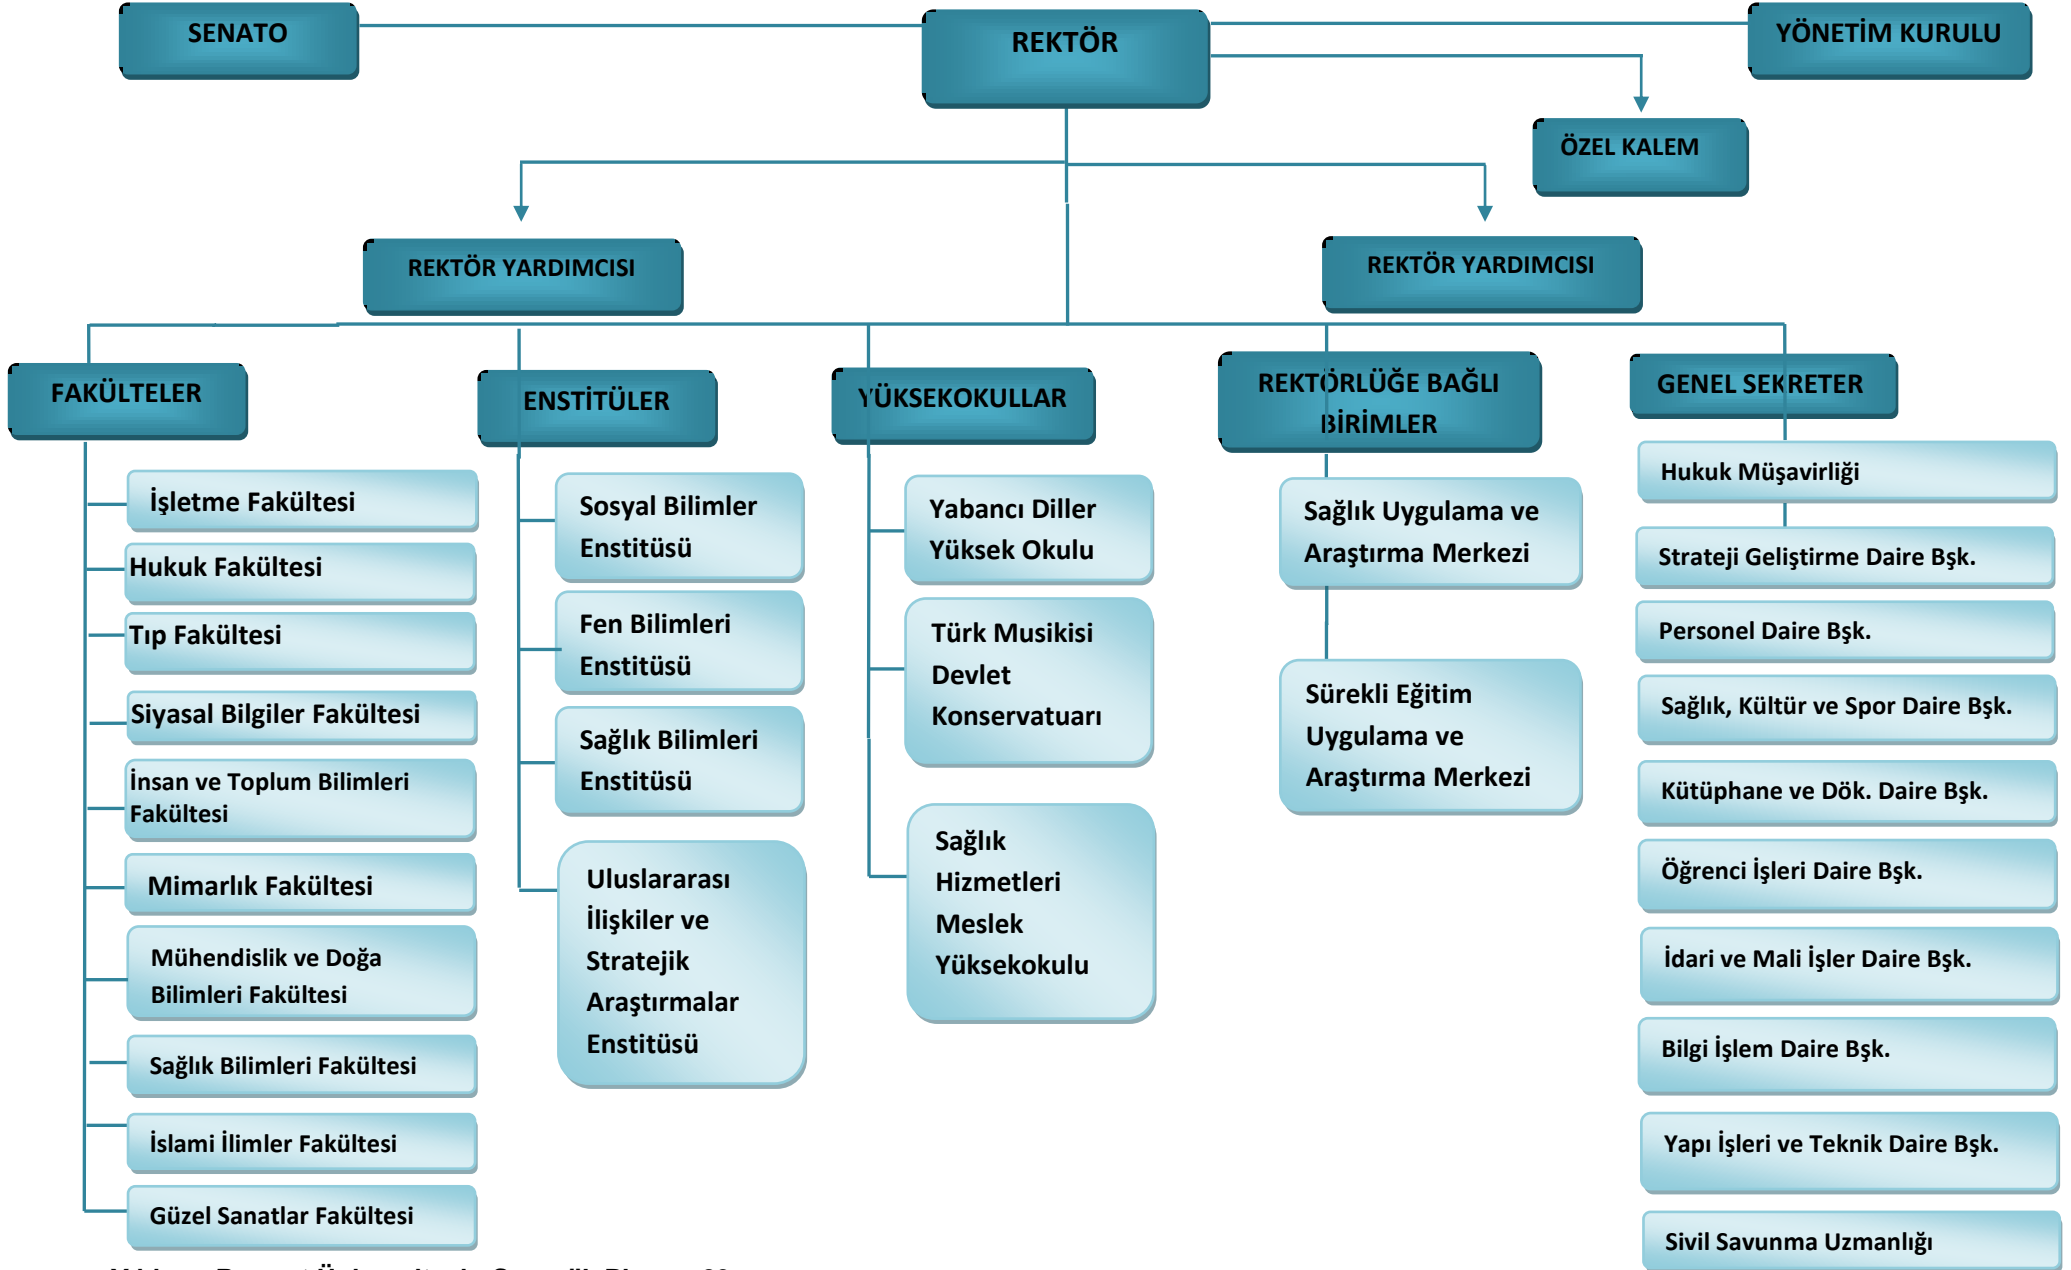 SENATO
REKTÖR
YÖNETİM KURULU
ÖZEL KALEM
REKTÖR YARDIMCISI
REKTÖR YARDIMCISI
FAKÜLTELER
İşletme Fakültesi
Hukuk Fakültesi
Tıp Fakültesi
Siyasal Bilgiler Fakültesi
İnsan ve Toplum Bilimleri
Fakültesi
Mimarlık Fakültesi
Mühendislik ve Doğa
Bilimleri Fakültesi
Sağlık Bilimleri Fakültesi
İslami İlimler Fakültesi
Güzel Sanatlar Fakültesi
ENSTİTÜLER
Sosyal Bilimler
Enstitüsü
Fen Bilimleri
Enstitüsü
Sağlık Bilimleri
Enstitüsü
Uluslararası
İlişkiler ve
Stratejik
Araştırmalar
Enstitüsü
YÜKSEKOKULLAR
Yabancı Diller
Yüksek Okulu
Türk Musikisi
Devlet
Konservatuarı
Sağlık
Hizmetleri
Meslek
Yüksekokulu
REKTÖRLÜĞE BAĞLI
BİRİMLER
Sağlık Uygulama ve
Araştırma Merkezi
Sürekli Eğitim
Uygulama ve
Araştırma Merkezi
GENEL SEKRETER
Hukuk Müşavirliği
Strateji Geliştirme Daire Bşk.
Personel Daire Bşk.
Sağlık, Kültür ve Spor Daire Bşk.
Kütüphane ve Dök. Daire Bşk.
Öğrenci İşleri Daire Bşk.
İdari ve Mali İşler Daire Bşk.
Bilgi İşlem Daire Bşk.
Yapı İşleri ve Teknik Daire Bşk.
Sivil Savunma Uzmanlığı